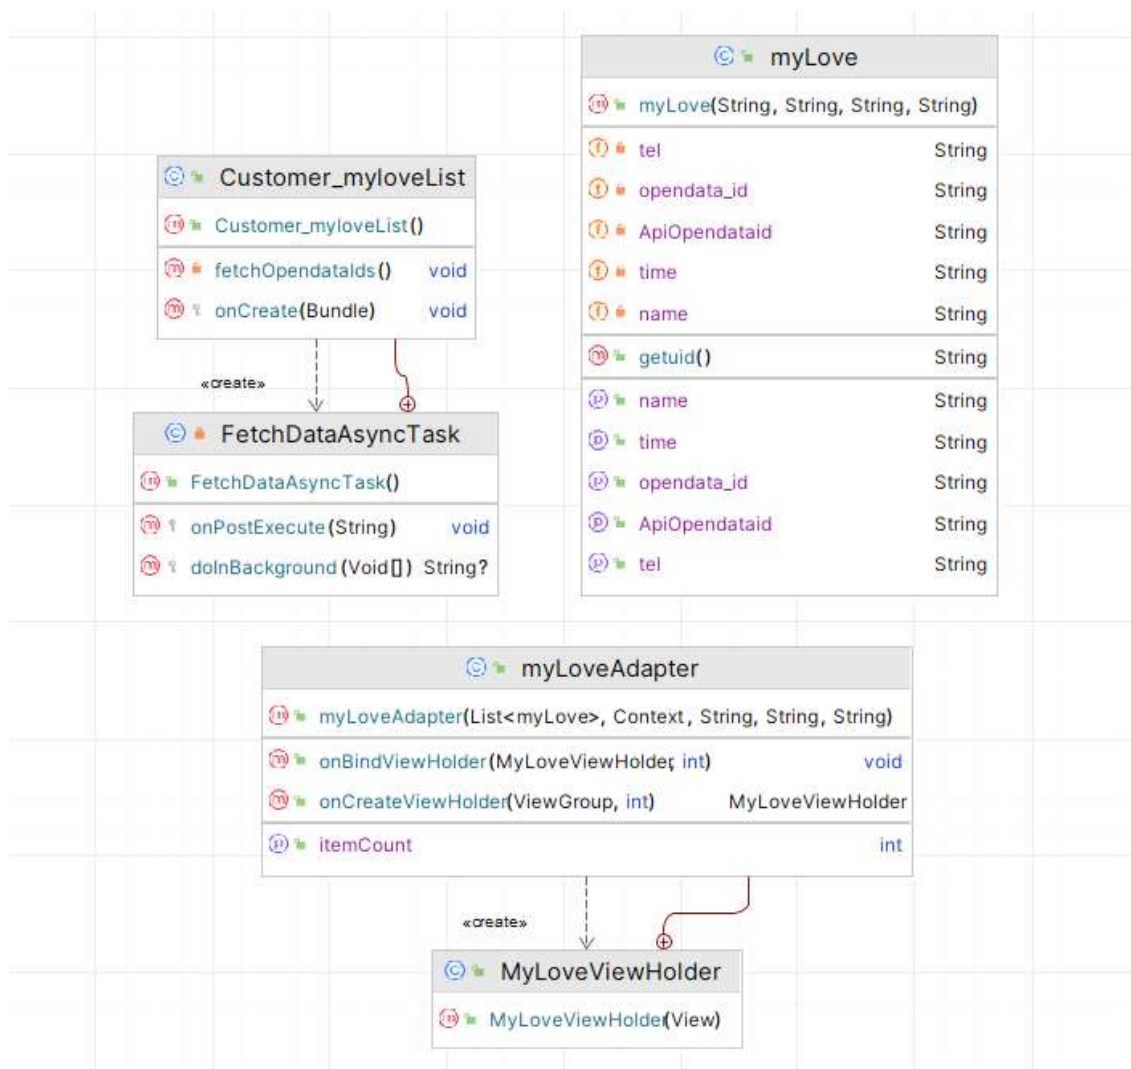 myLove
myLove(String, String, String, String)
tel String
opendata_id String
ApiOpendataid String
time String
name String
getuid() String
name String
time String
opendata_id String
ApiOpendataid String
tel String
Customer_myloveList
Customer_myloveList()
fetchOpendataIds() void
onCreate(Bundle) void
«create»
FetchDataAsyncTask
FetchDataAsyncTask()
onPostExecute(String) void
doInBackground(Void[]) String?
myLoveAdapter
myLoveAdapter(List<myLove>, Context, String, String, String)
onBindViewHolder(MyLoveViewHolder, int) void
onCreateViewHolder(ViewGroup, int) MyLoveViewHolder
itemCount int
«create»
MyLoveViewHolder
MyLoveViewHolder(View)